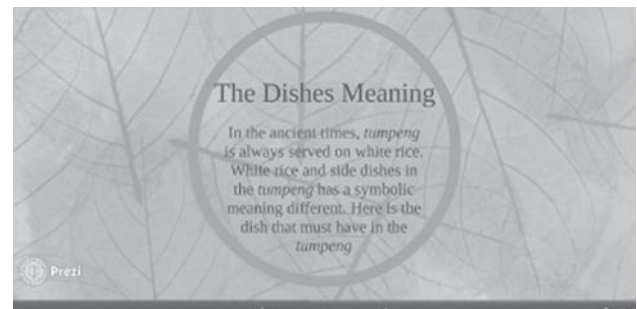 The Dishes Meaning
In the ancient times, tumpeng
is always served on white rice.
White rice and side dishes in
the tumpeng has a symbolic
meaning different. Here is the
dish that must have in the
tumpeng
Prezi